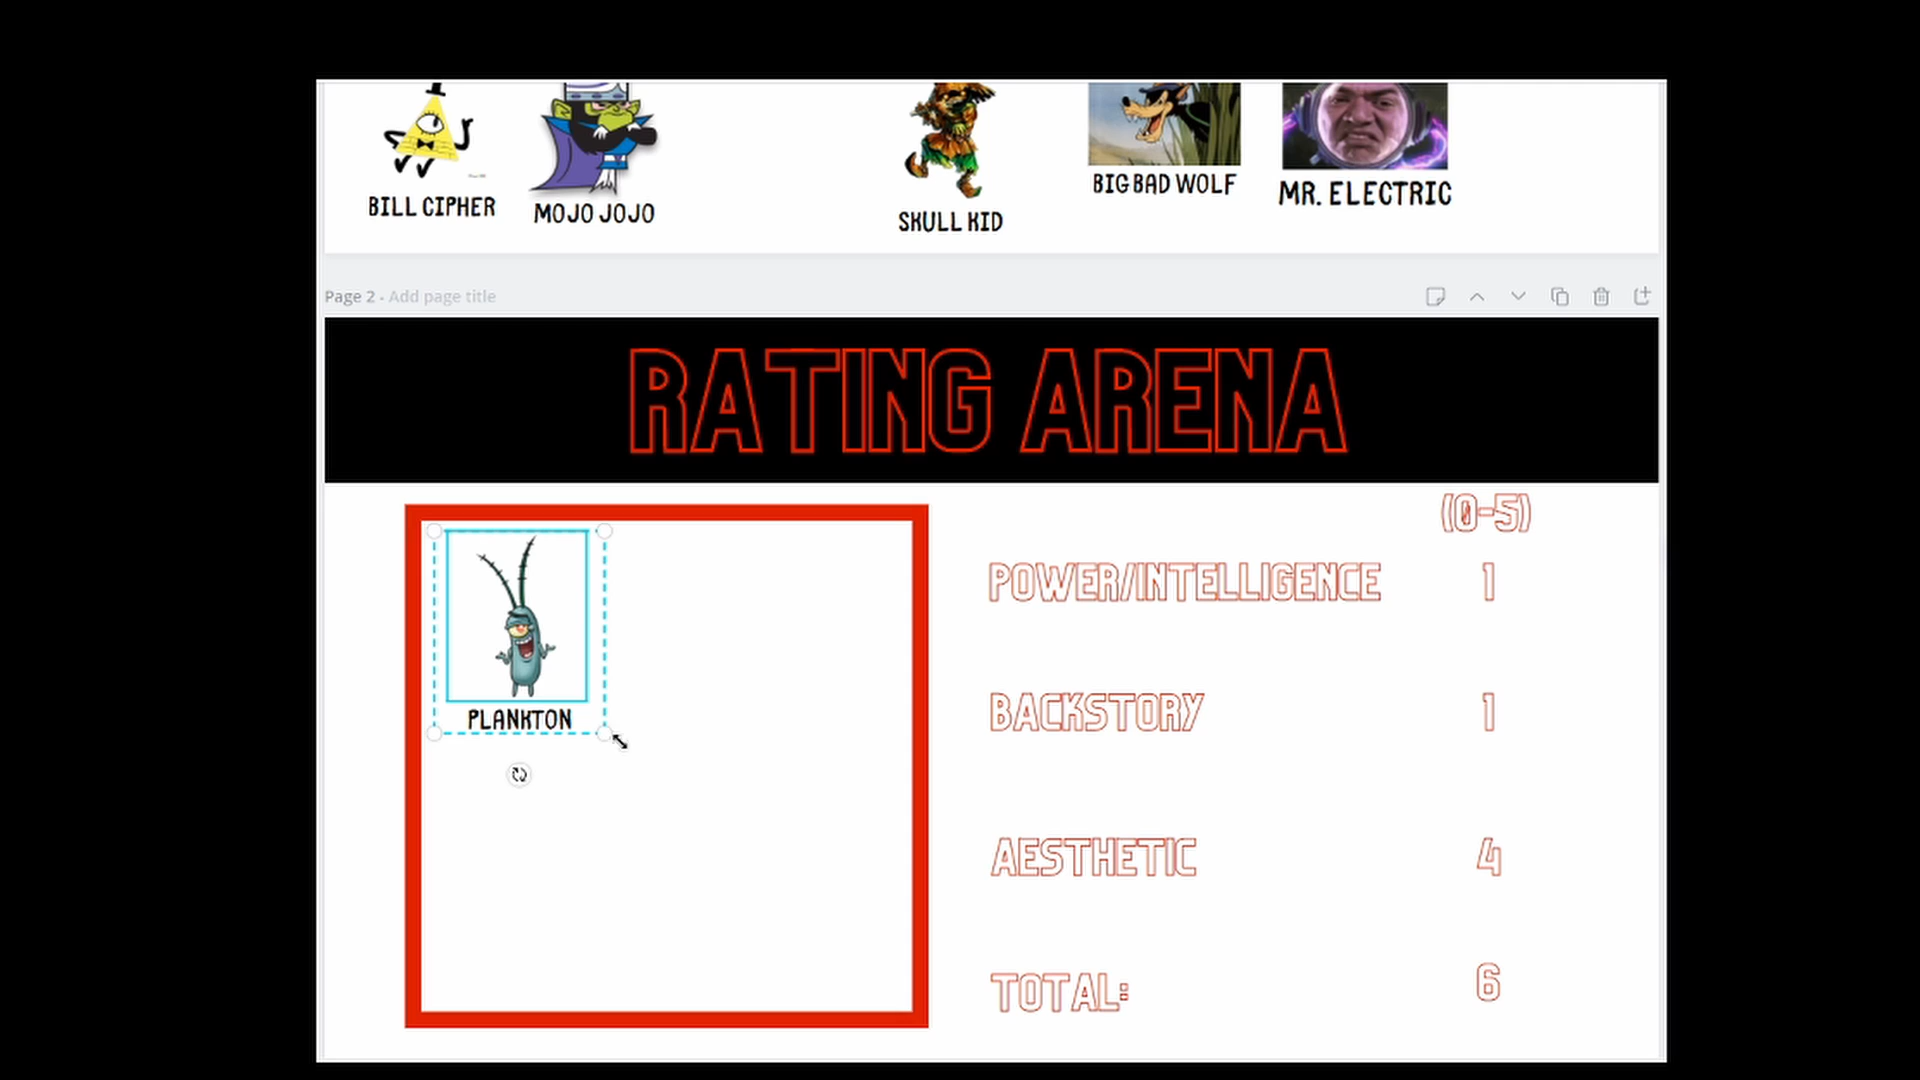 BILL CIPHER
MOJO JOJO
SKULL KID
BIG BAD WOLF
MR. ELECTRIC
Page 2 - Add page title
RATING ARENA
(0-5)
POWER/INTELLIGENCE 1
BACKSTORY 1
AESTHETIC 4
TOTAL: 6
PLANKTON